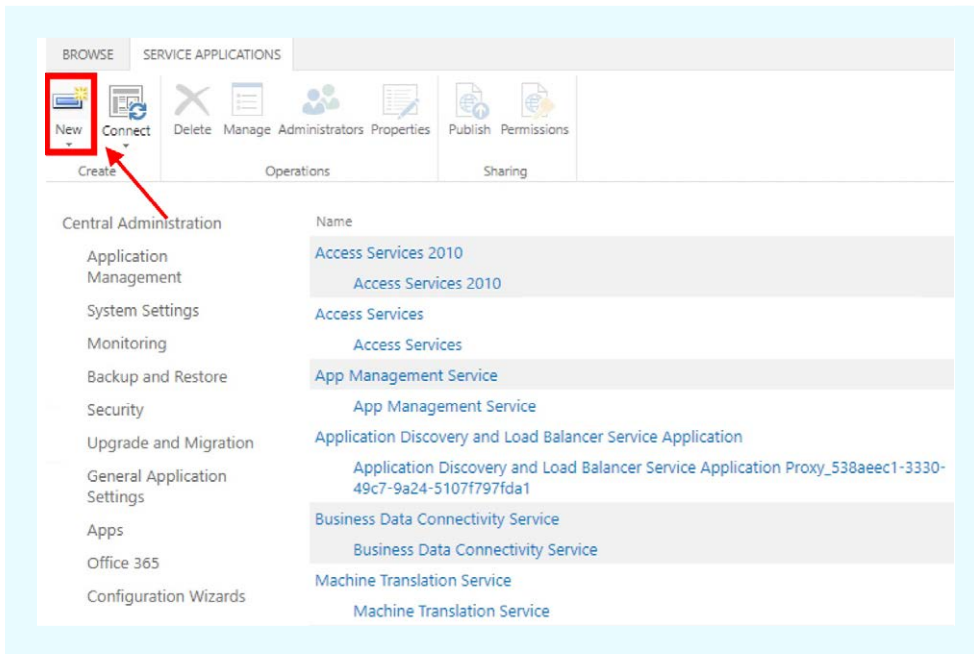 BROWSE SERVICE APPLICATIONS
New Connect Delete Manage Administrators Properties Publish Permissions
Create Operations Sharing
Central Administration
Application
Management
System Settings
Monitoring
Backup and Restore
Security
Upgrade and Migration
General Application
Settings
Apps
Office 365
Configuration Wizards
Name
Access Services 2010
Access Services 2010
Access Services
Access Services
App Management Service
App Management Service
Application Discovery and Load Balancer Service Application
Application Discovery and Load Balancer Service Application Proxy_538aeec1-3330-
49c7-9a24-5107f797fda1
Business Data Connectivity Service
Business Data Connectivity Service
Machine Translation Service
Machine Translation Service